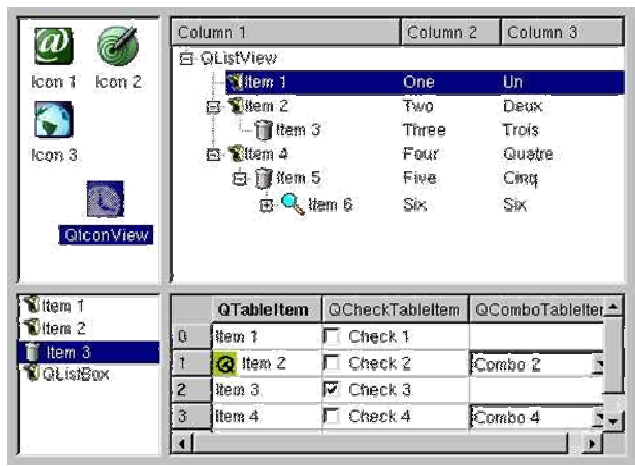 Icon 1 Icon 2
Icon 3
QIconView
Column 1 Column 2 Column 3
QListView
Item 1 One Un
Item 2 Two Deux
Item 3 Three Trois
Item 4 Four Quatre
Item 5 Five Cinq
Item 6 Six Six
Item 1
Item 2
Item 3
QListBox
QTableItem QCheckTableItem QComboTableIte
0 Item 1 Check 1
1 Item 2 Check 2 Combo 2
2 Item 3 Check 3
3 Item 4 Check 4 Combo 4